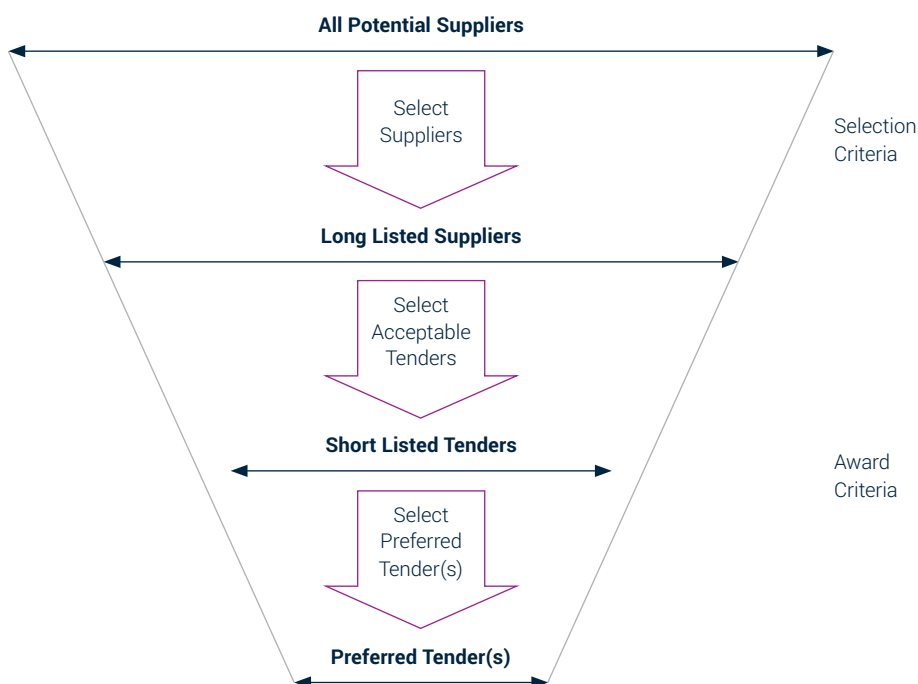 All Potential Suppliers
Select
Suppliers
Selection
Criteria
Long Listed Suppliers
Select
Acceptable
Tenders
Short Listed Tenders
Award
Criteria
Select
Preferred
Tender(s)
Preferred Tender(s)